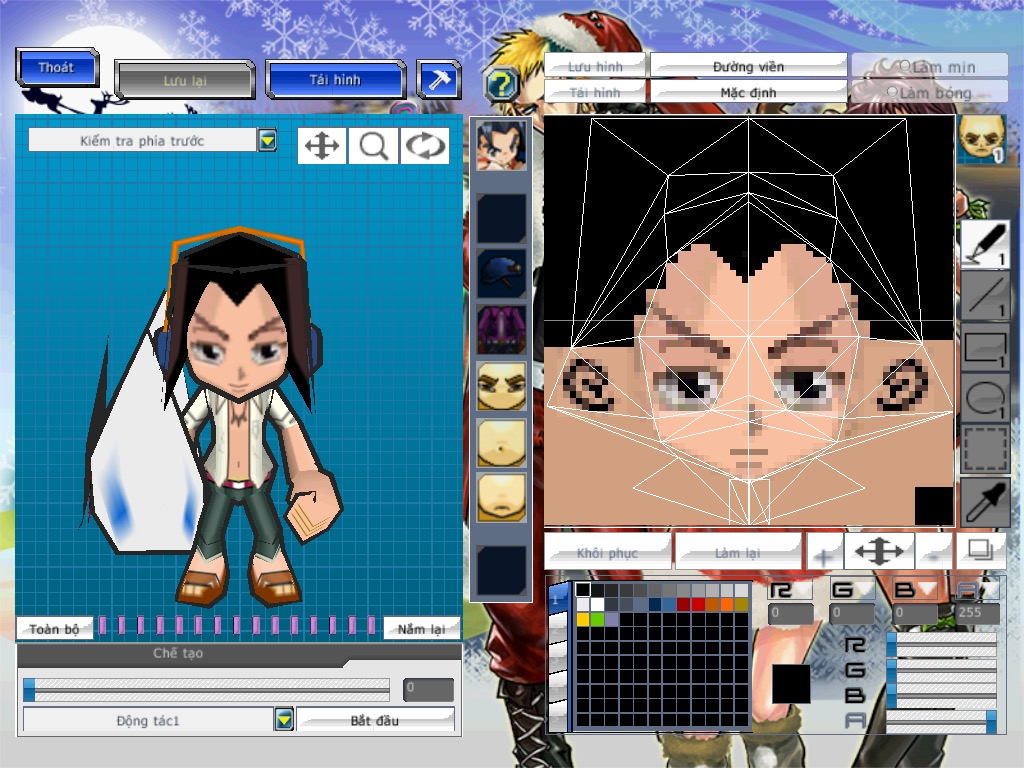 Thoát
Lưu lại
Tải hình
?
Lưu hình
Đường viền
Làm mịn
Tải hình
Mặc định
Làm bóng
Kiểm tra phía trước
1
1
1
1
1
Khôi phục
Làm lại
+
-
R
G
B
A
0
0
0
255
R
G
B
A
Toàn bộ
Nắm lại
Chế tạo
0
Động tác1
Bắt đầu